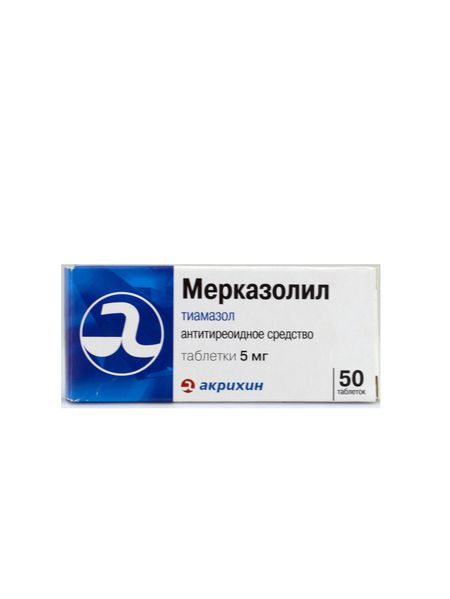 Мерказолил
тиамазол
антитиреоидное средство
таблетки 5 мг
акрихин
50
таблеток